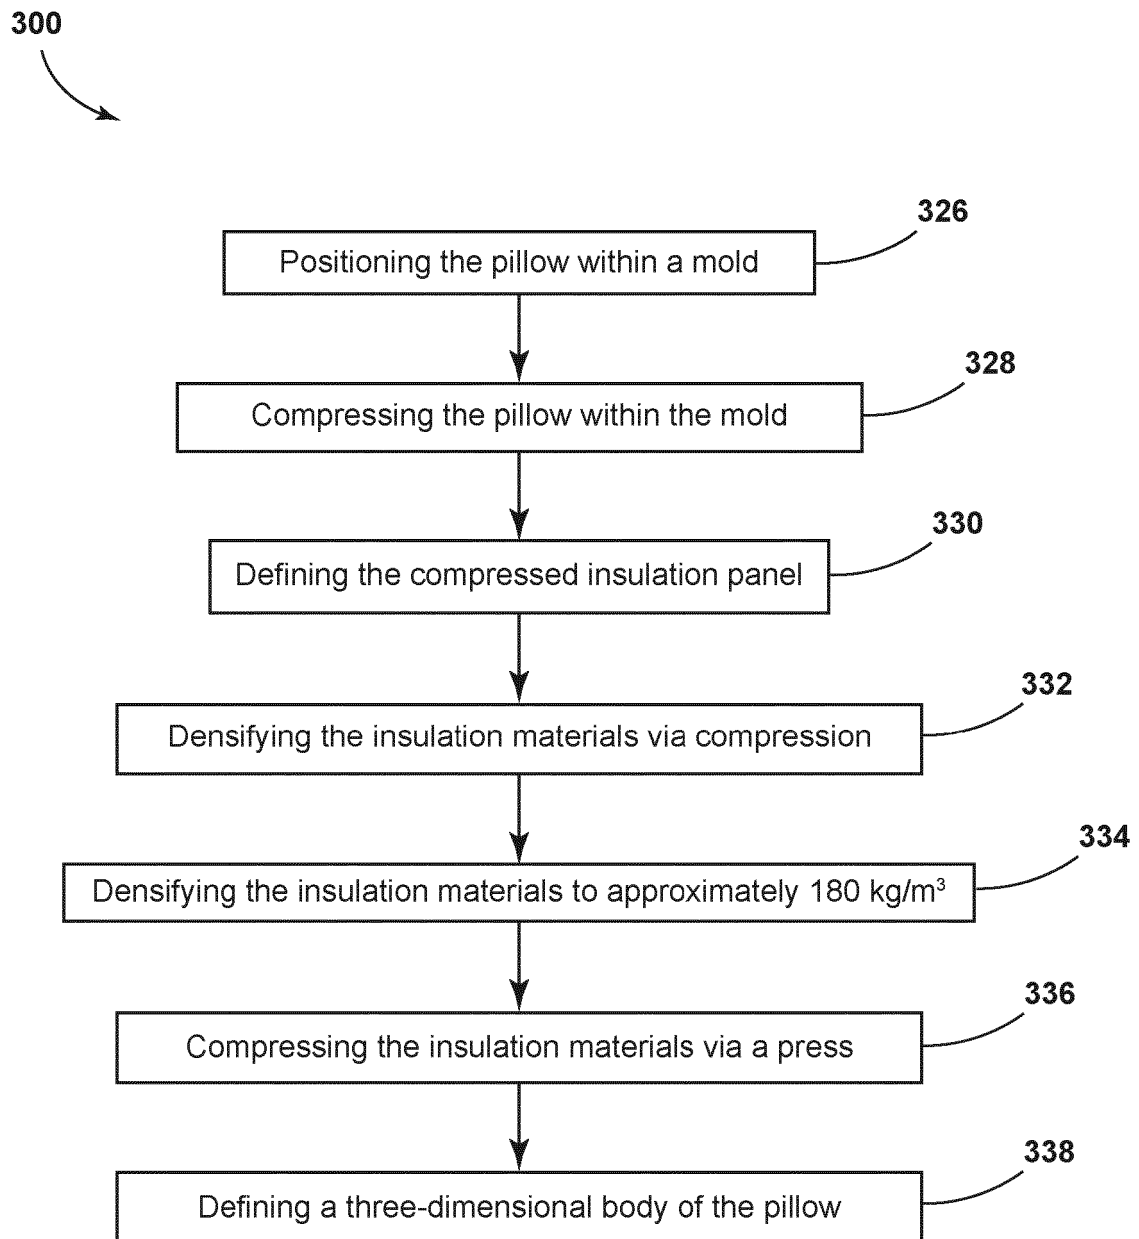 300
326
Positioning the pillow within a mold
328
Compressing the pillow within the mold
330
Defining the compressed insulation panel
332
Densifying the insulation materials via compression
334
Densifying the insulation materials to approximately 180 kg/m³
336
Compressing the insulation materials via a press
338
Defining a three-dimensional body of the pillow